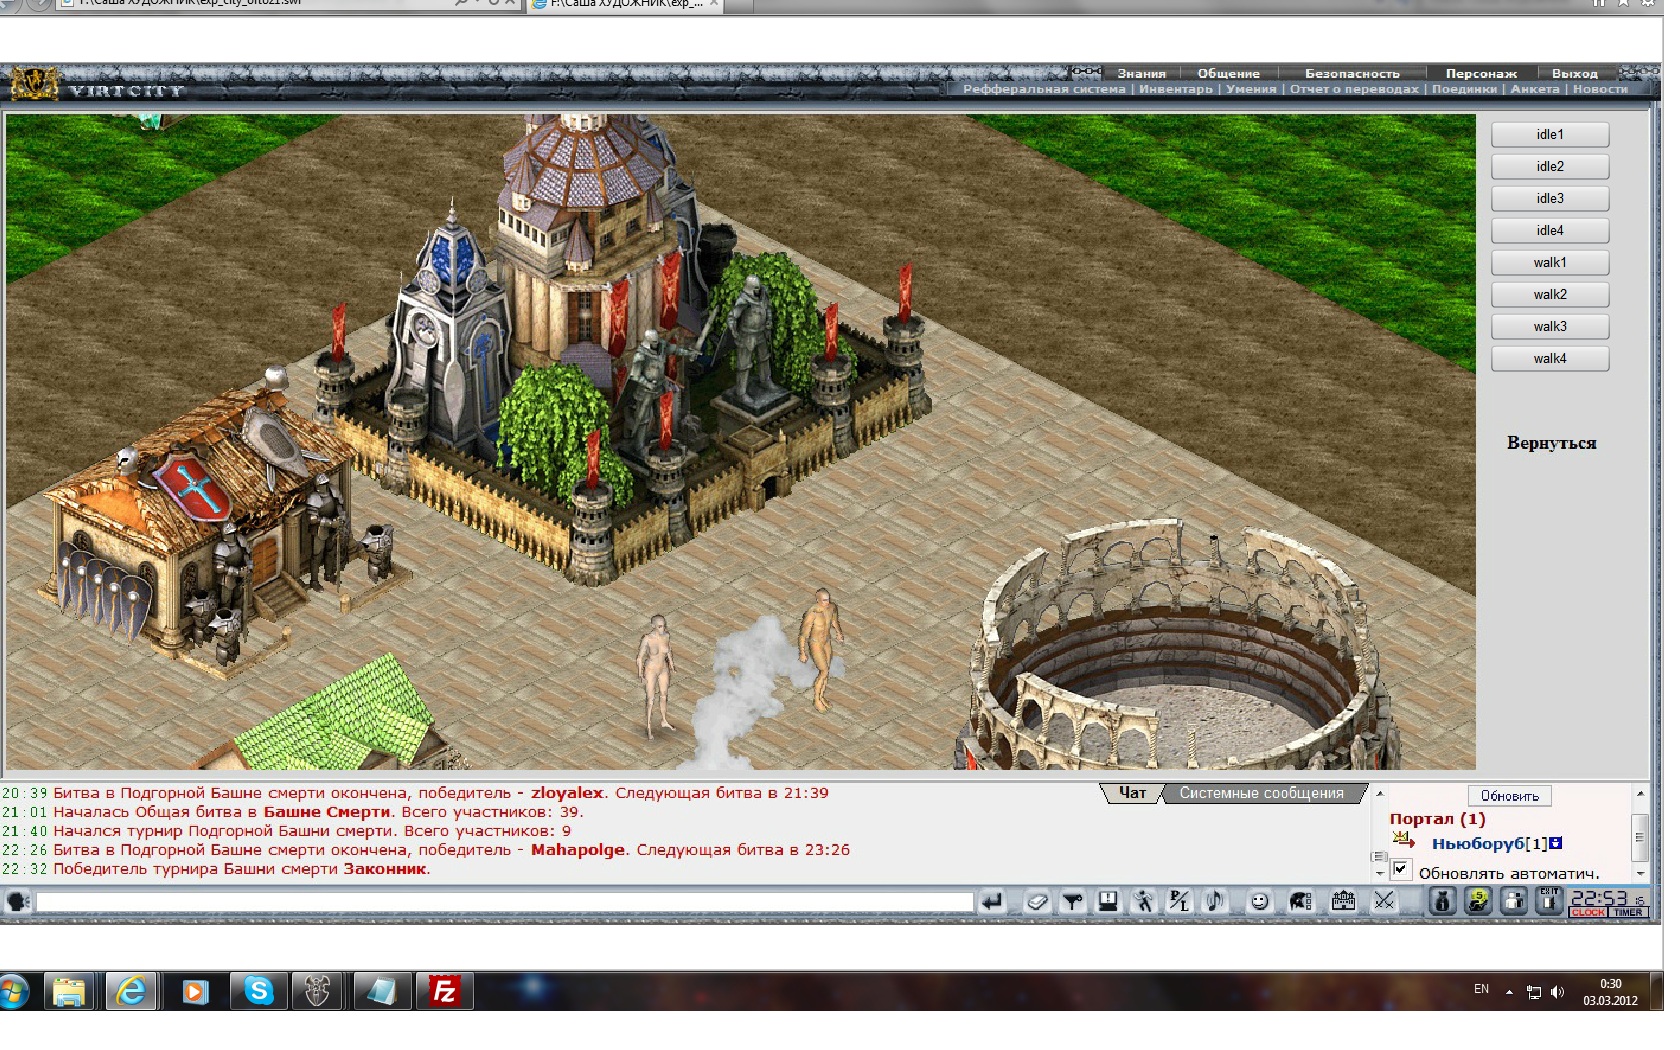 F:\Саша ХУДОЖНИК\exp_city_ort021.swf
F:\Саша ХУДОЖНИК\exp_...
VIRTCITY
Знания | Общение | Безопасность | Персонаж | Выход
Рефферальная система | Инвентарь | Умения | Отчет о переводах | Поединки | Анкета | Новости
idle1
idle2
idle3
idle4
walk1
walk2
walk3
walk4
Вернуться
20:39 Битва в Подгорной Башне смерти окончена, победитель - zloyalex. Следующая битва в 21:39
21:01 Началась Общая битва в Башне Смерти. Всего участников: 39.
21:40 Начался турнир Подгорной Башни смерти. Всего участников: 9
22:26 Битва в Подгорной Башне смерти окончена, победитель - Mahapolge. Следующая битва в 23:26
22:32 Победитель турнира Башни смерти Законник.
Чат
Системные сообщения
Обновить
Портал (1)
Ньюборуб[1]
Обновлять автоматич.
P/L
5
EXIT
22:53
CLOCK TIMER
EN
0:30
03.03.2012